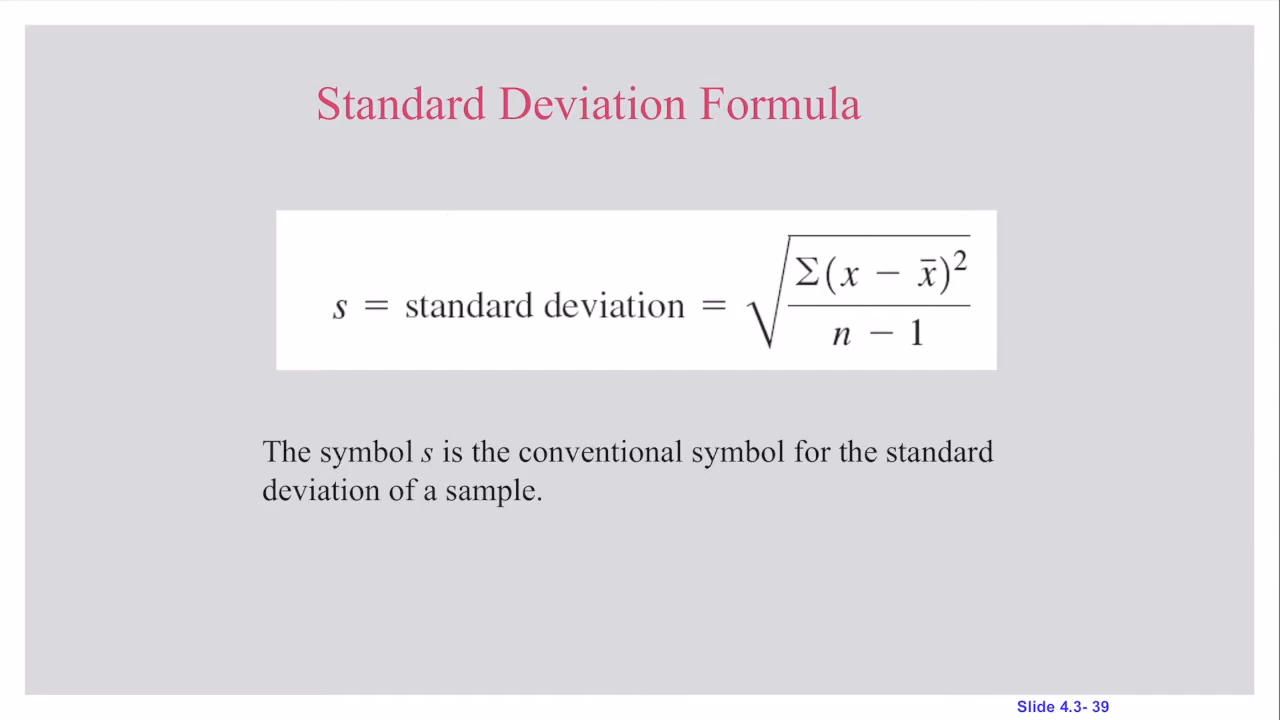 Standard Deviation Formula
s = standard deviation = √(Σ(x − x̄)² / (n − 1))
The symbol s is the conventional symbol for the standard
deviation of a sample.
Slide 4.3- 39